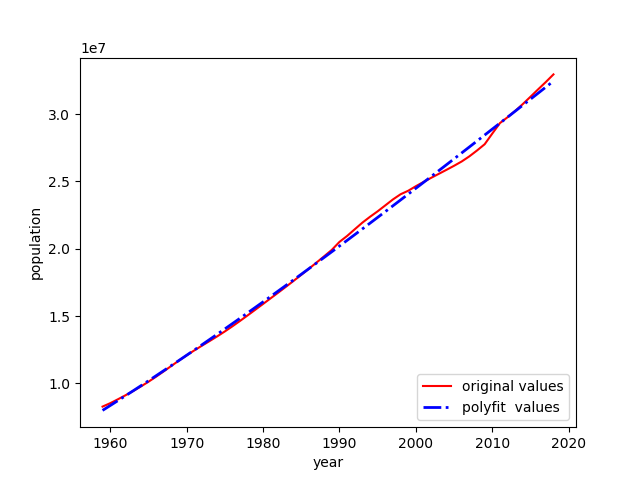 1e7
3.0
2.5
2.0
1.5
1.0
population
original values
polyfit  values
1960 1970 1980 1990 2000 2010 2020
year